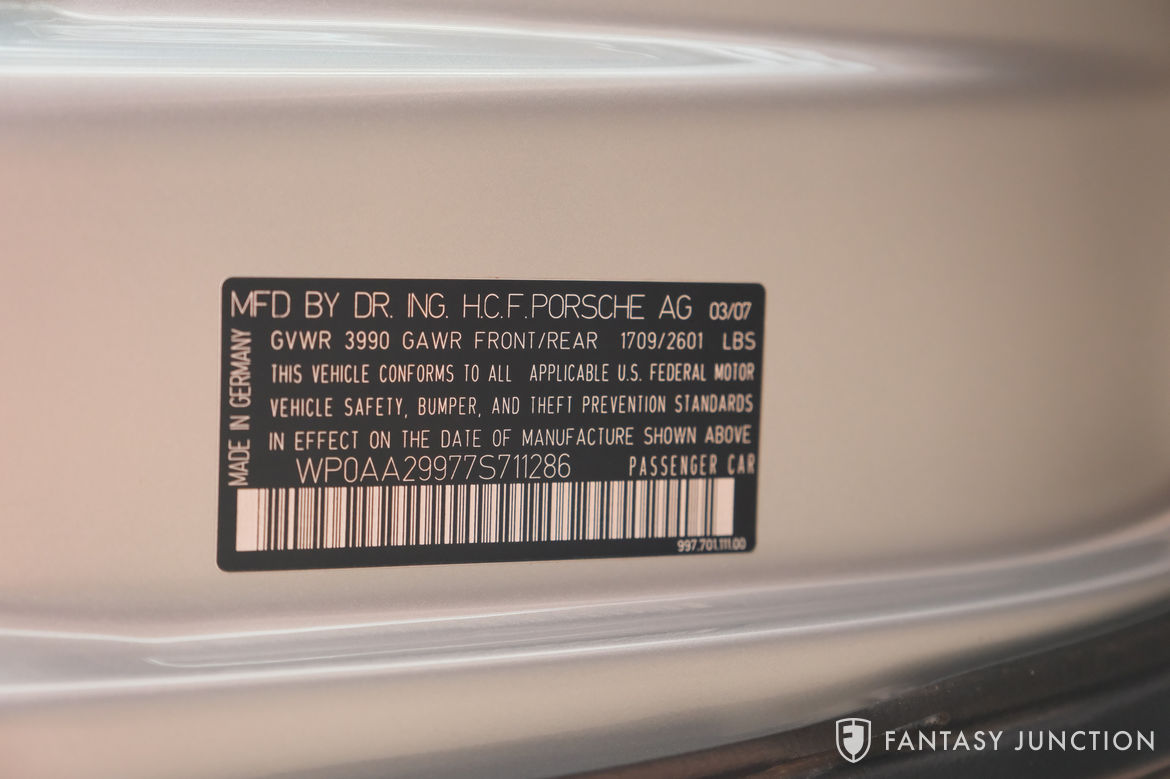 MFD BY DR. ING. H.C.F. PORSCHE AG 03/07
GVWR 3990 GAWR FRONT/REAR 1709/2601 LBS
THIS VEHICLE CONFORMS TO ALL APPLICABLE U.S. FEDERAL MOTOR
VEHICLE SAFETY, BUMPER, AND THEFT PREVENTION STANDARDS
IN EFFECT ON THE DATE OF MANUFACTURE SHOWN ABOVE
WP0AA29977S711286 PASSENGER CAR
997.701.111.00
MADE IN GERMANY
FANTASY JUNCTION